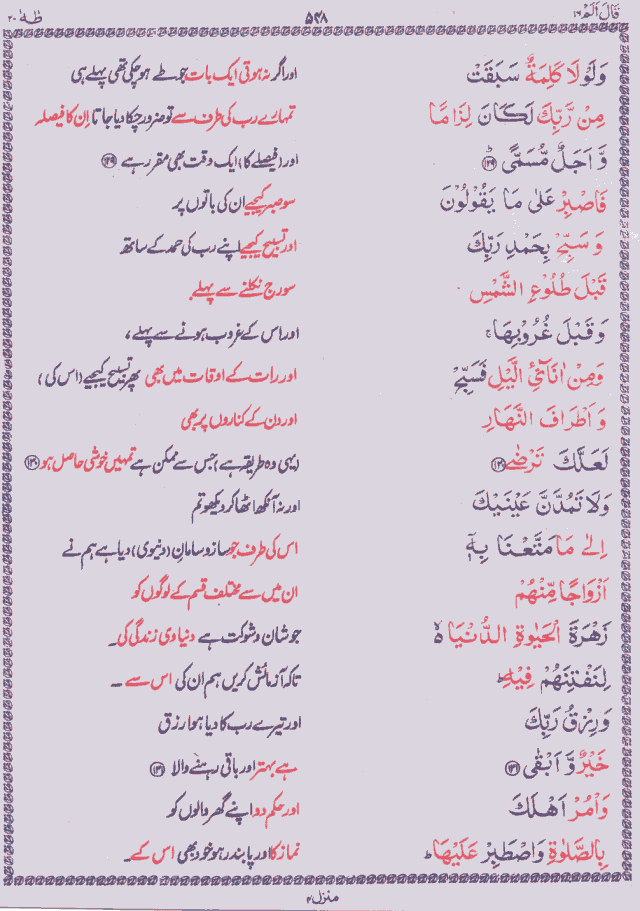 قَالَ اَلَمْ ١٦ ٥٢٨ طٰهٰ ٢٠
وَلَوْلَا كَلِمَةٌ سَبَقَتْ اور اگر نہ ہوتی ایک بات جو طے ہو چکی تھی پہلے ہی
مِنْ رَّبِّكَ لَكَانَ لِزَامًا تمہارے رب کی طرف سے تو ضرور چکا دیا جاتا اِن کا فیصلہ
وَّ اَجَلٌ مُّسَمًّى ﴿١٢٩﴾ اور (فیصلے کا) ایک وقت بھی مقرر ہے ﴿١٢٩﴾
فَاصْبِرْ عَلٰى مَا يَقُوْلُوْنَ سو صبر کیجیے ان کی باتوں پر
وَ سَبِّحْ بِحَمْدِ رَبِّكَ اور تسبیح کیجیے اپنے رب کی حمد کے ساتھ
قَبْلَ طُلُوْعِ الشَّمْسِ سورج نکلنے سے پہلے
وَ قَبْلَ غُرُوْبِهَا ۚ اور اس کے غروب ہونے سے پہلے،
وَمِنْ اٰنَآئِ الَّيْلِ فَسَبِّحْ اور رات کے اوقات میں بھی پھر تسبیح کیجیے (اس کی)
وَ اَطْرَافَ النَّهَارِ اور دن کے کناروں پر بھی
لَعَلَّكَ تَرْضٰى ﴿١٣٠﴾ (یہی وہ طریقہ ہے) جس سے ممکن ہے تمہیں خوشی حاصل ہو ﴿١٣٠﴾
وَلَا تَمُدَّنَّ عَيْنَيْكَ اور نہ آنکھ اٹھا کر دیکھو تم
اِلٰى مَا مَتَّعْنَا بِهٖۤ اس کی طرف جو ساز و سامان (دنیوی) دیا ہے ہم نے
اَزْوَاجًا مِّنْهُمْ ان میں سے مختلف قسم کے لوگوں کو
زَهْرَةَ الْحَيٰوةِ الدُّنْيَا ۙ۬ جو شان و شوکت ہے دنیاوی زندگی کی۔
لِنَفْتِنَهُمْ فِيْهِ ؕ تاکہ آزمائش کریں ہم ان کی اس سے ۔
وَرِزْقُ رَبِّكَ اور تیرے رب کا دیا ہوا رزق
خَيْرٌ وَّ اَبْقٰى ﴿١٣١﴾ ہے بہتر اور باقی رہنے والا ﴿١٣١﴾
وَاْمُرْ اَهْلَكَ اور حکم دو اپنے گھر والوں کو
بِالصَّلٰوةِ وَاصْطَبِرْ عَلَيْهَا ؕ نماز کا اور پابند رہو خود بھی اس کے۔
منزل ٤